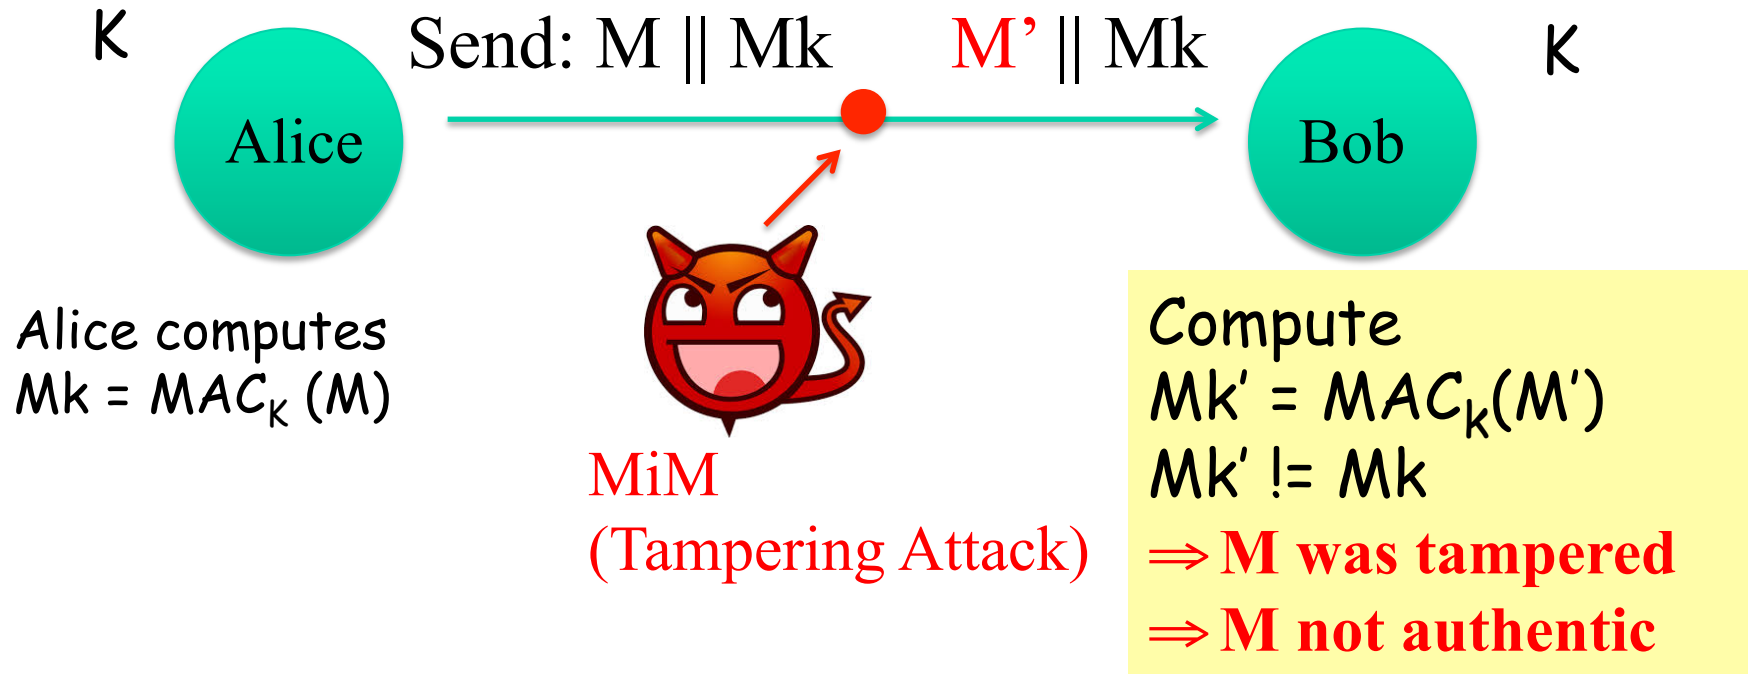 K
Send: M || Mk
M’ || Mk
K
Alice
Bob
Alice computes
Mk = MACK (M)
MiM
(Tampering Attack)
Compute
Mk’ = MACk(M’)
Mk’ != Mk
⇒ M was tampered
⇒ M not authentic